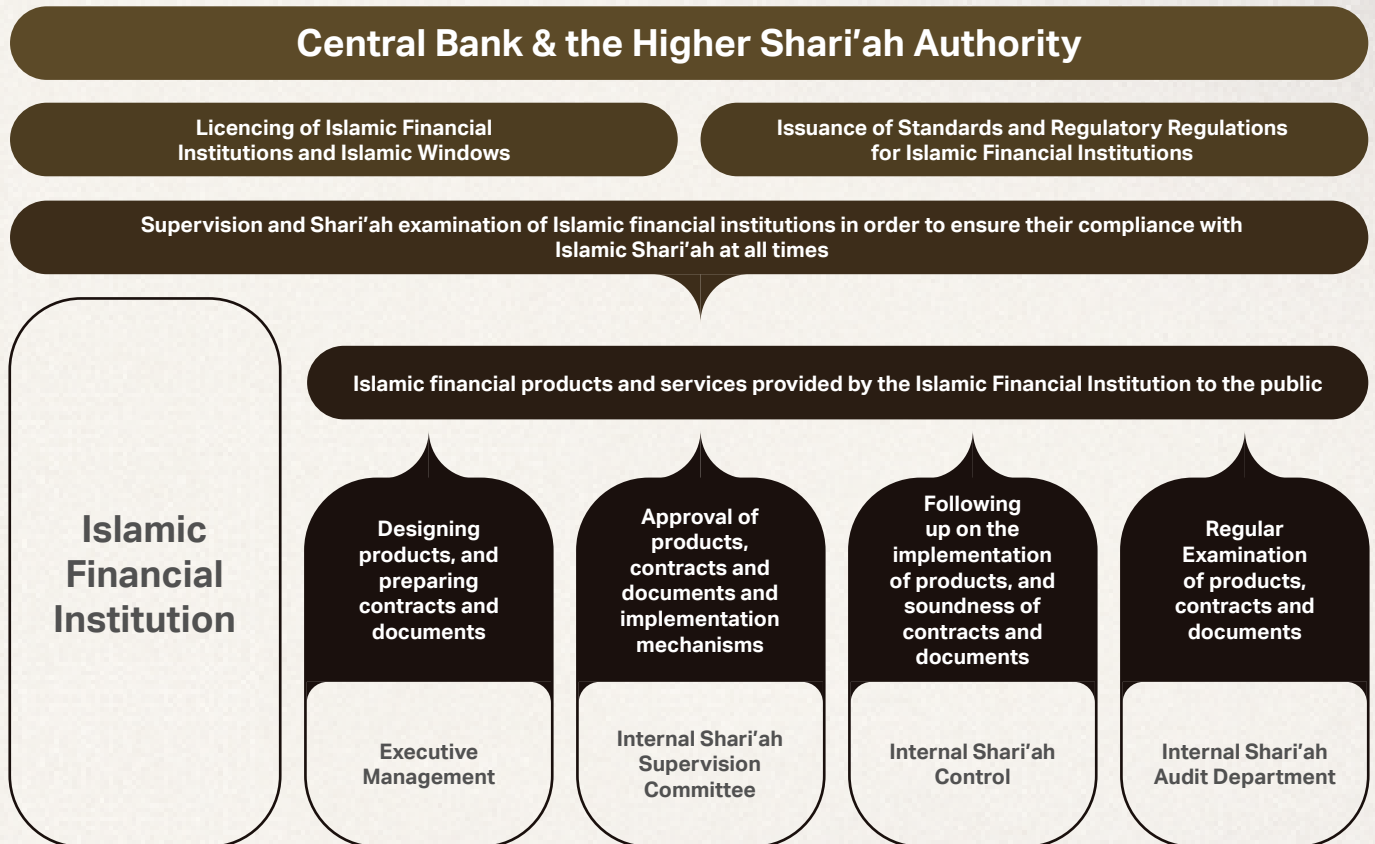 Central Bank & the Higher Shari’ah Authority
Licencing of Islamic Financial
Institutions and Islamic Windows
Issuance of Standards and Regulatory Regulations
for Islamic Financial Institutions
Supervision and Shari’ah examination of Islamic financial institutions in order to ensure their compliance with
Islamic Shari’ah at all times
Islamic
Financial
Institution
Islamic financial products and services provided by the Islamic Financial Institution to the public
Designing
products, and
preparing
contracts and
documents
Executive
Management
Approval of
products,
contracts and
documents and
implementation
mechanisms
Internal Shari’ah
Supervision
Committee
Following
up on the
implementation
of products, and
soundness of
contracts and
documents
Internal Shari’ah
Control
Regular
Examination
of products,
contracts and
documents
Internal Shari’ah
Audit Department